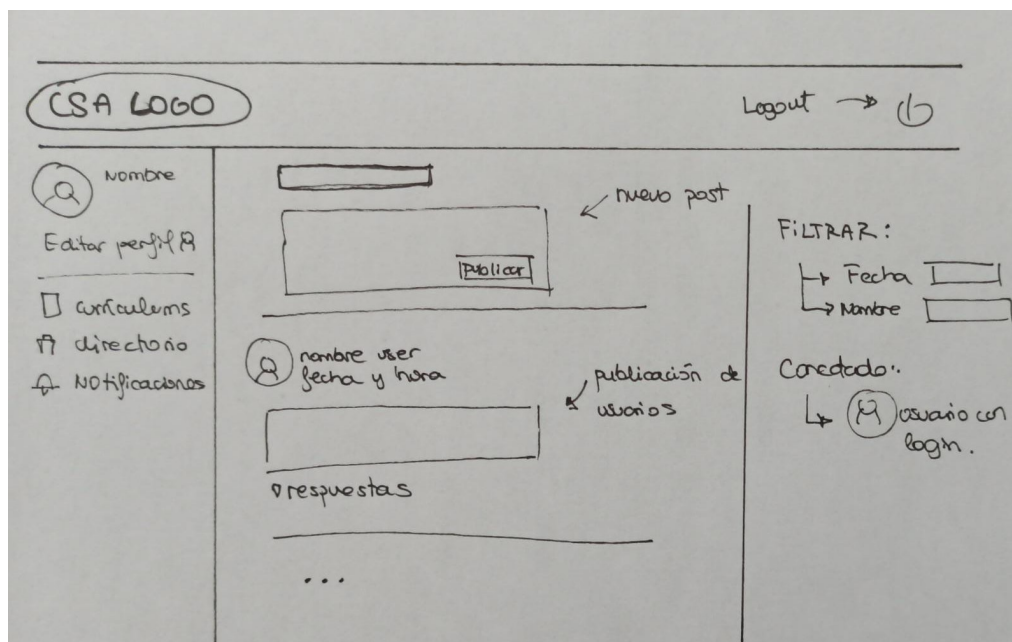 CSA LOGO
Logout
Nombre
Editar perfil
currículums
directorio
Notificaciones
nuevo post
Publicar
nombre user
fecha y hora
publicación de
usuarios
respuestas
...
FILTRAR:
Fecha
Nombre
Conectado:
usuario con
login.